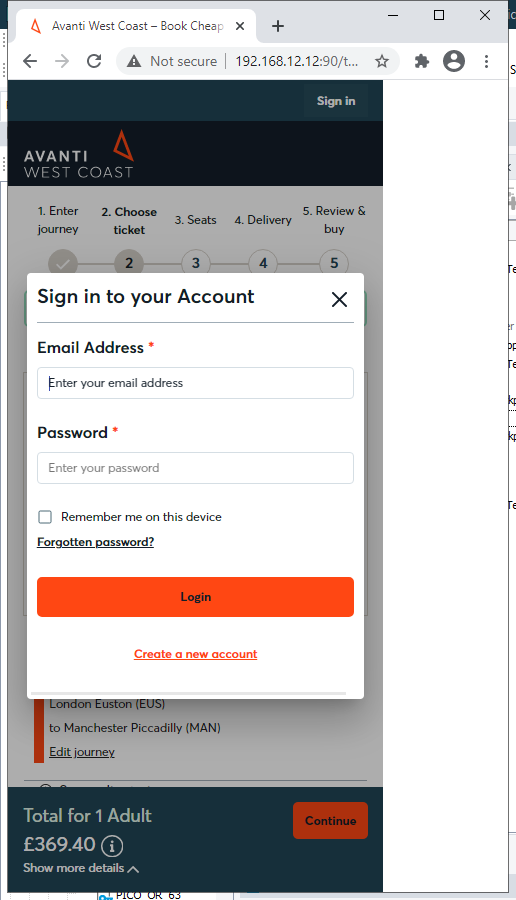 Avanti West Coast – Book Cheap
Not secure | 192.168.12.12:90/t...
Sign in
AVANTI
WEST COAST
1. Enter journey
2. Choose ticket
3. Seats
4. Delivery
5. Review & buy
2 3 4 5
Sign in to your Account
Email Address *
Enter your email address
Password *
Enter your password
Remember me on this device
Forgotten password?
Login
Create a new account
London Euston (EUS)
to Manchester Piccadilly (MAN)
Edit journey
Total for 1 Adult
£369.40
Continue
Show more details
PICO_OR_63